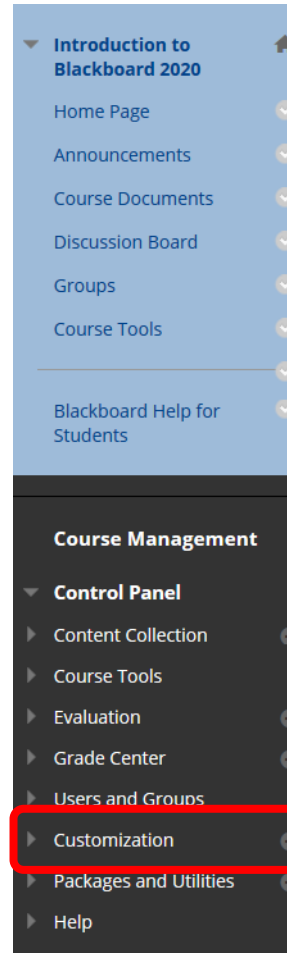 Introduction to
Blackboard 2020
Home Page
Announcements
Course Documents
Discussion Board
Groups
Course Tools
Blackboard Help for
Students
Course Management
Control Panel
Content Collection
Course Tools
Evaluation
Grade Center
Users and Groups
Customization
Packages and Utilities
Help